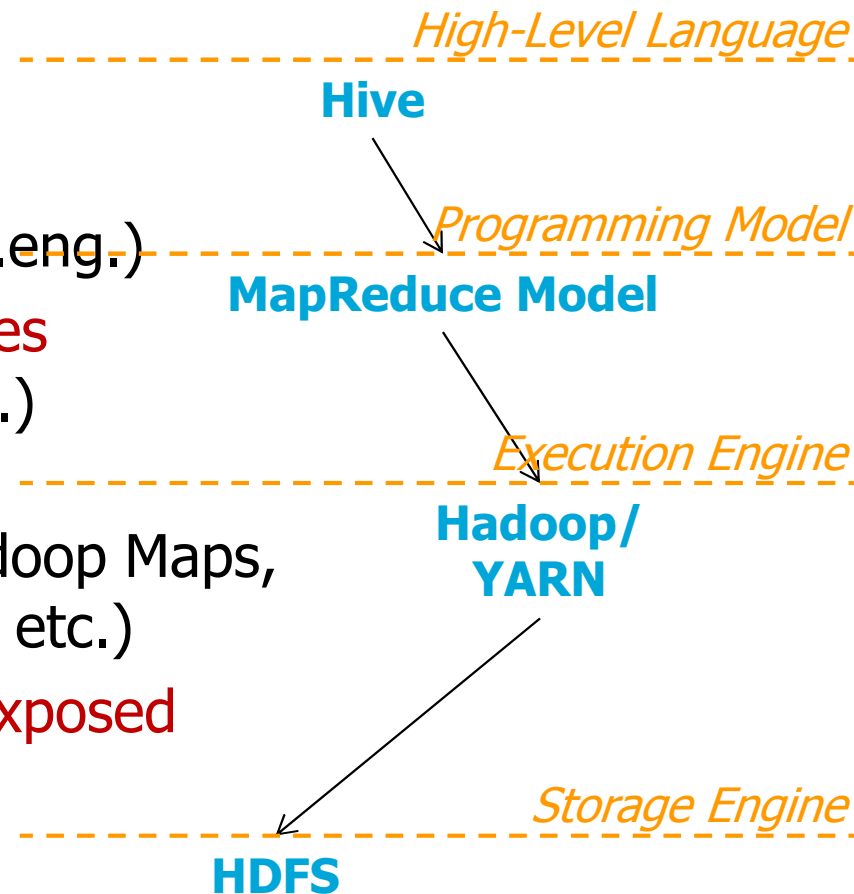 High-Level Language
Hive
Programming Model
.eng.)
MapReduce Model
es
.)
Execution Engine
Hadoop/
doop Maps,
YARN
etc.)
xposed
Storage Engine
HDFS